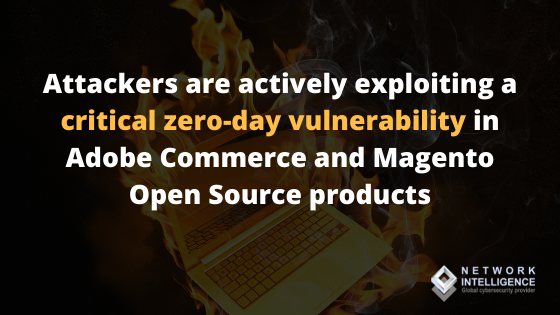 Attackers are actively exploiting a
critical zero-day vulnerability in
Adobe Commerce and Magento
Open Source products
NETWORK
INTELLIGENCE
Global cybersecurity provider